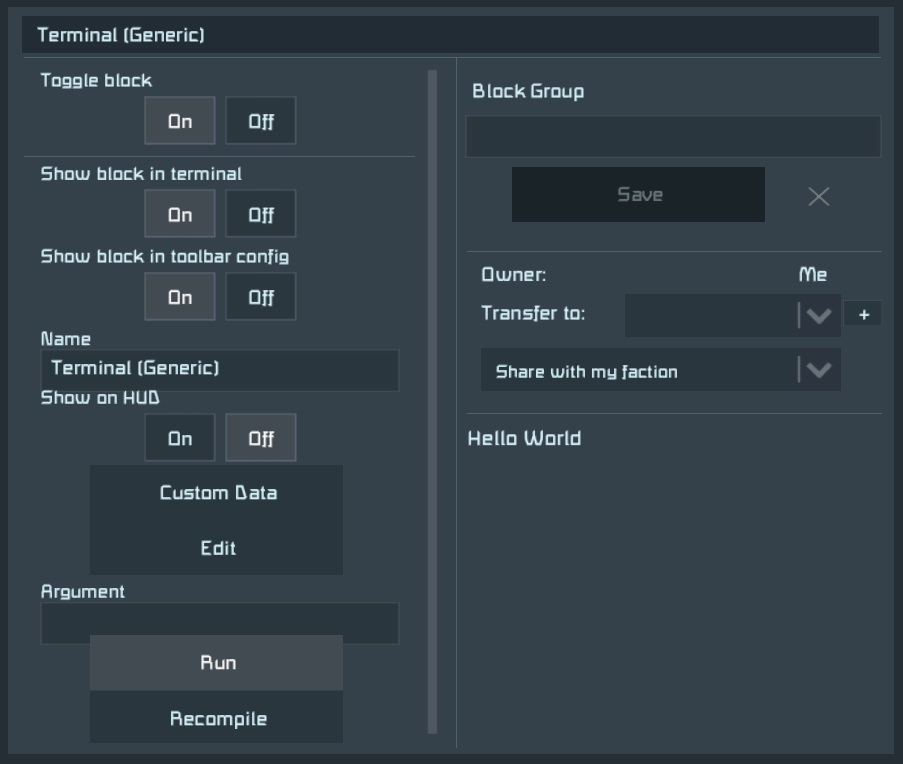 Terminal (Generic)
Toggle block
On Off
Show block in terminal
On Off
Show block in toolbar config
On Off
Name
Terminal (Generic)
Show on HUD
On Off
Custom Data
Edit
Argument
Run
Recompile
Block Group
Save
Owner: Me
Transfer to: +
Share with my faction
Hello World